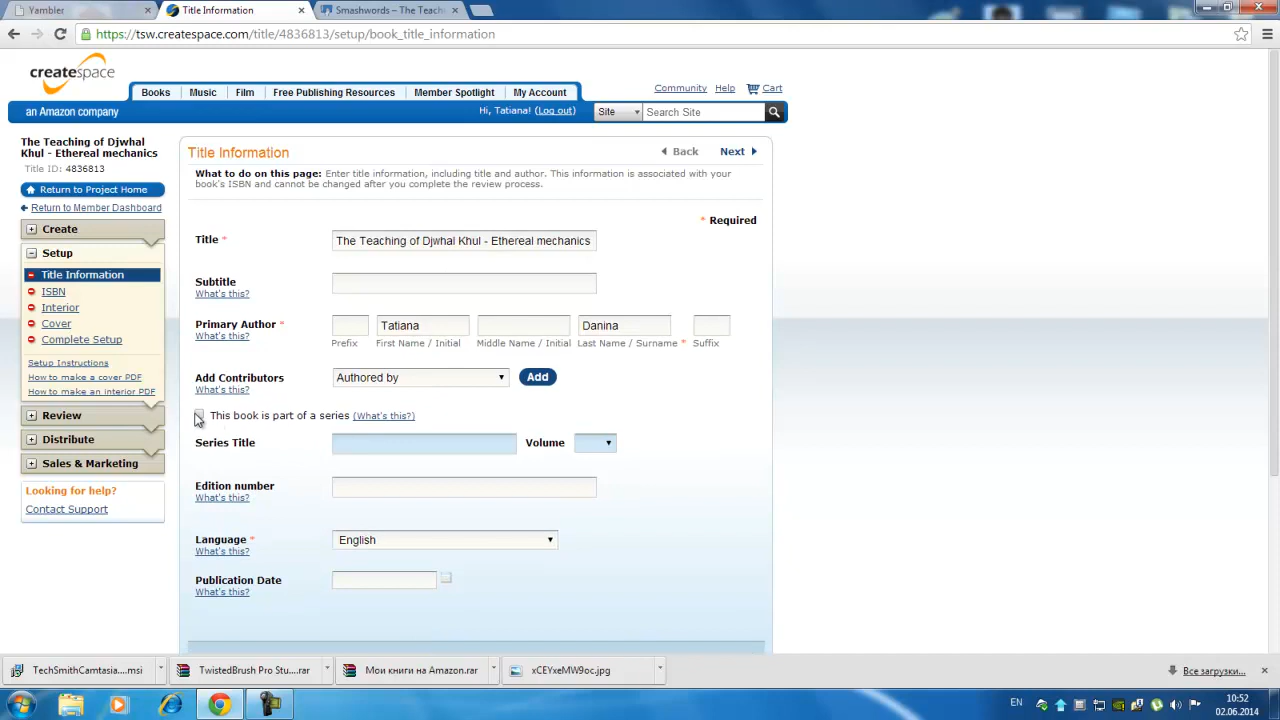 Yambler
Title Information
Smashwords – The Teach
https://tsw.createspace.com/title/4836813/setup/book_title_information
createspace
an Amazon company
Books
Music
Film
Free Publishing Resources
Member Spotlight
My Account
Community
Help
Cart
Hi, Tatiana! (Log out)
Site
Search Site
The Teaching of Djwhal
Khul - Ethereal mechanics
Title ID: 4836813
Return to Project Home
Return to Member Dashboard
Create
Setup
Title Information
ISBN
Interior
Cover
Complete Setup
Setup Instructions
How to make a cover PDF
How to make an interior PDF
Review
Distribute
Sales & Marketing
Looking for help?
Contact Support
Title Information
Back
Next
What to do on this page: Enter title information, including title and author. This information is associated with your
book's ISBN and cannot be changed after you complete the review process.
* Required
Title * The Teaching of Djwhal Khul - Ethereal mechanics
Subtitle
What's this?
Primary Author * Tatiana Danina
What's this?
Prefix First Name / Initial Middle Name / Initial Last Name / Surname * Suffix
Add Contributors Authored by Add
What's this?
This book is part of a series (What's this?)
Series Title Volume
Edition number
What's this?
Language * English
What's this?
Publication Date
What's this?
TechSmithCamtasia....msi
TwistedBrush Pro Stu....rar
Мои книги на Amazon.rar
xCEYxeMW9oc.jpg
Все загрузки...
EN
10:52
02.06.2014